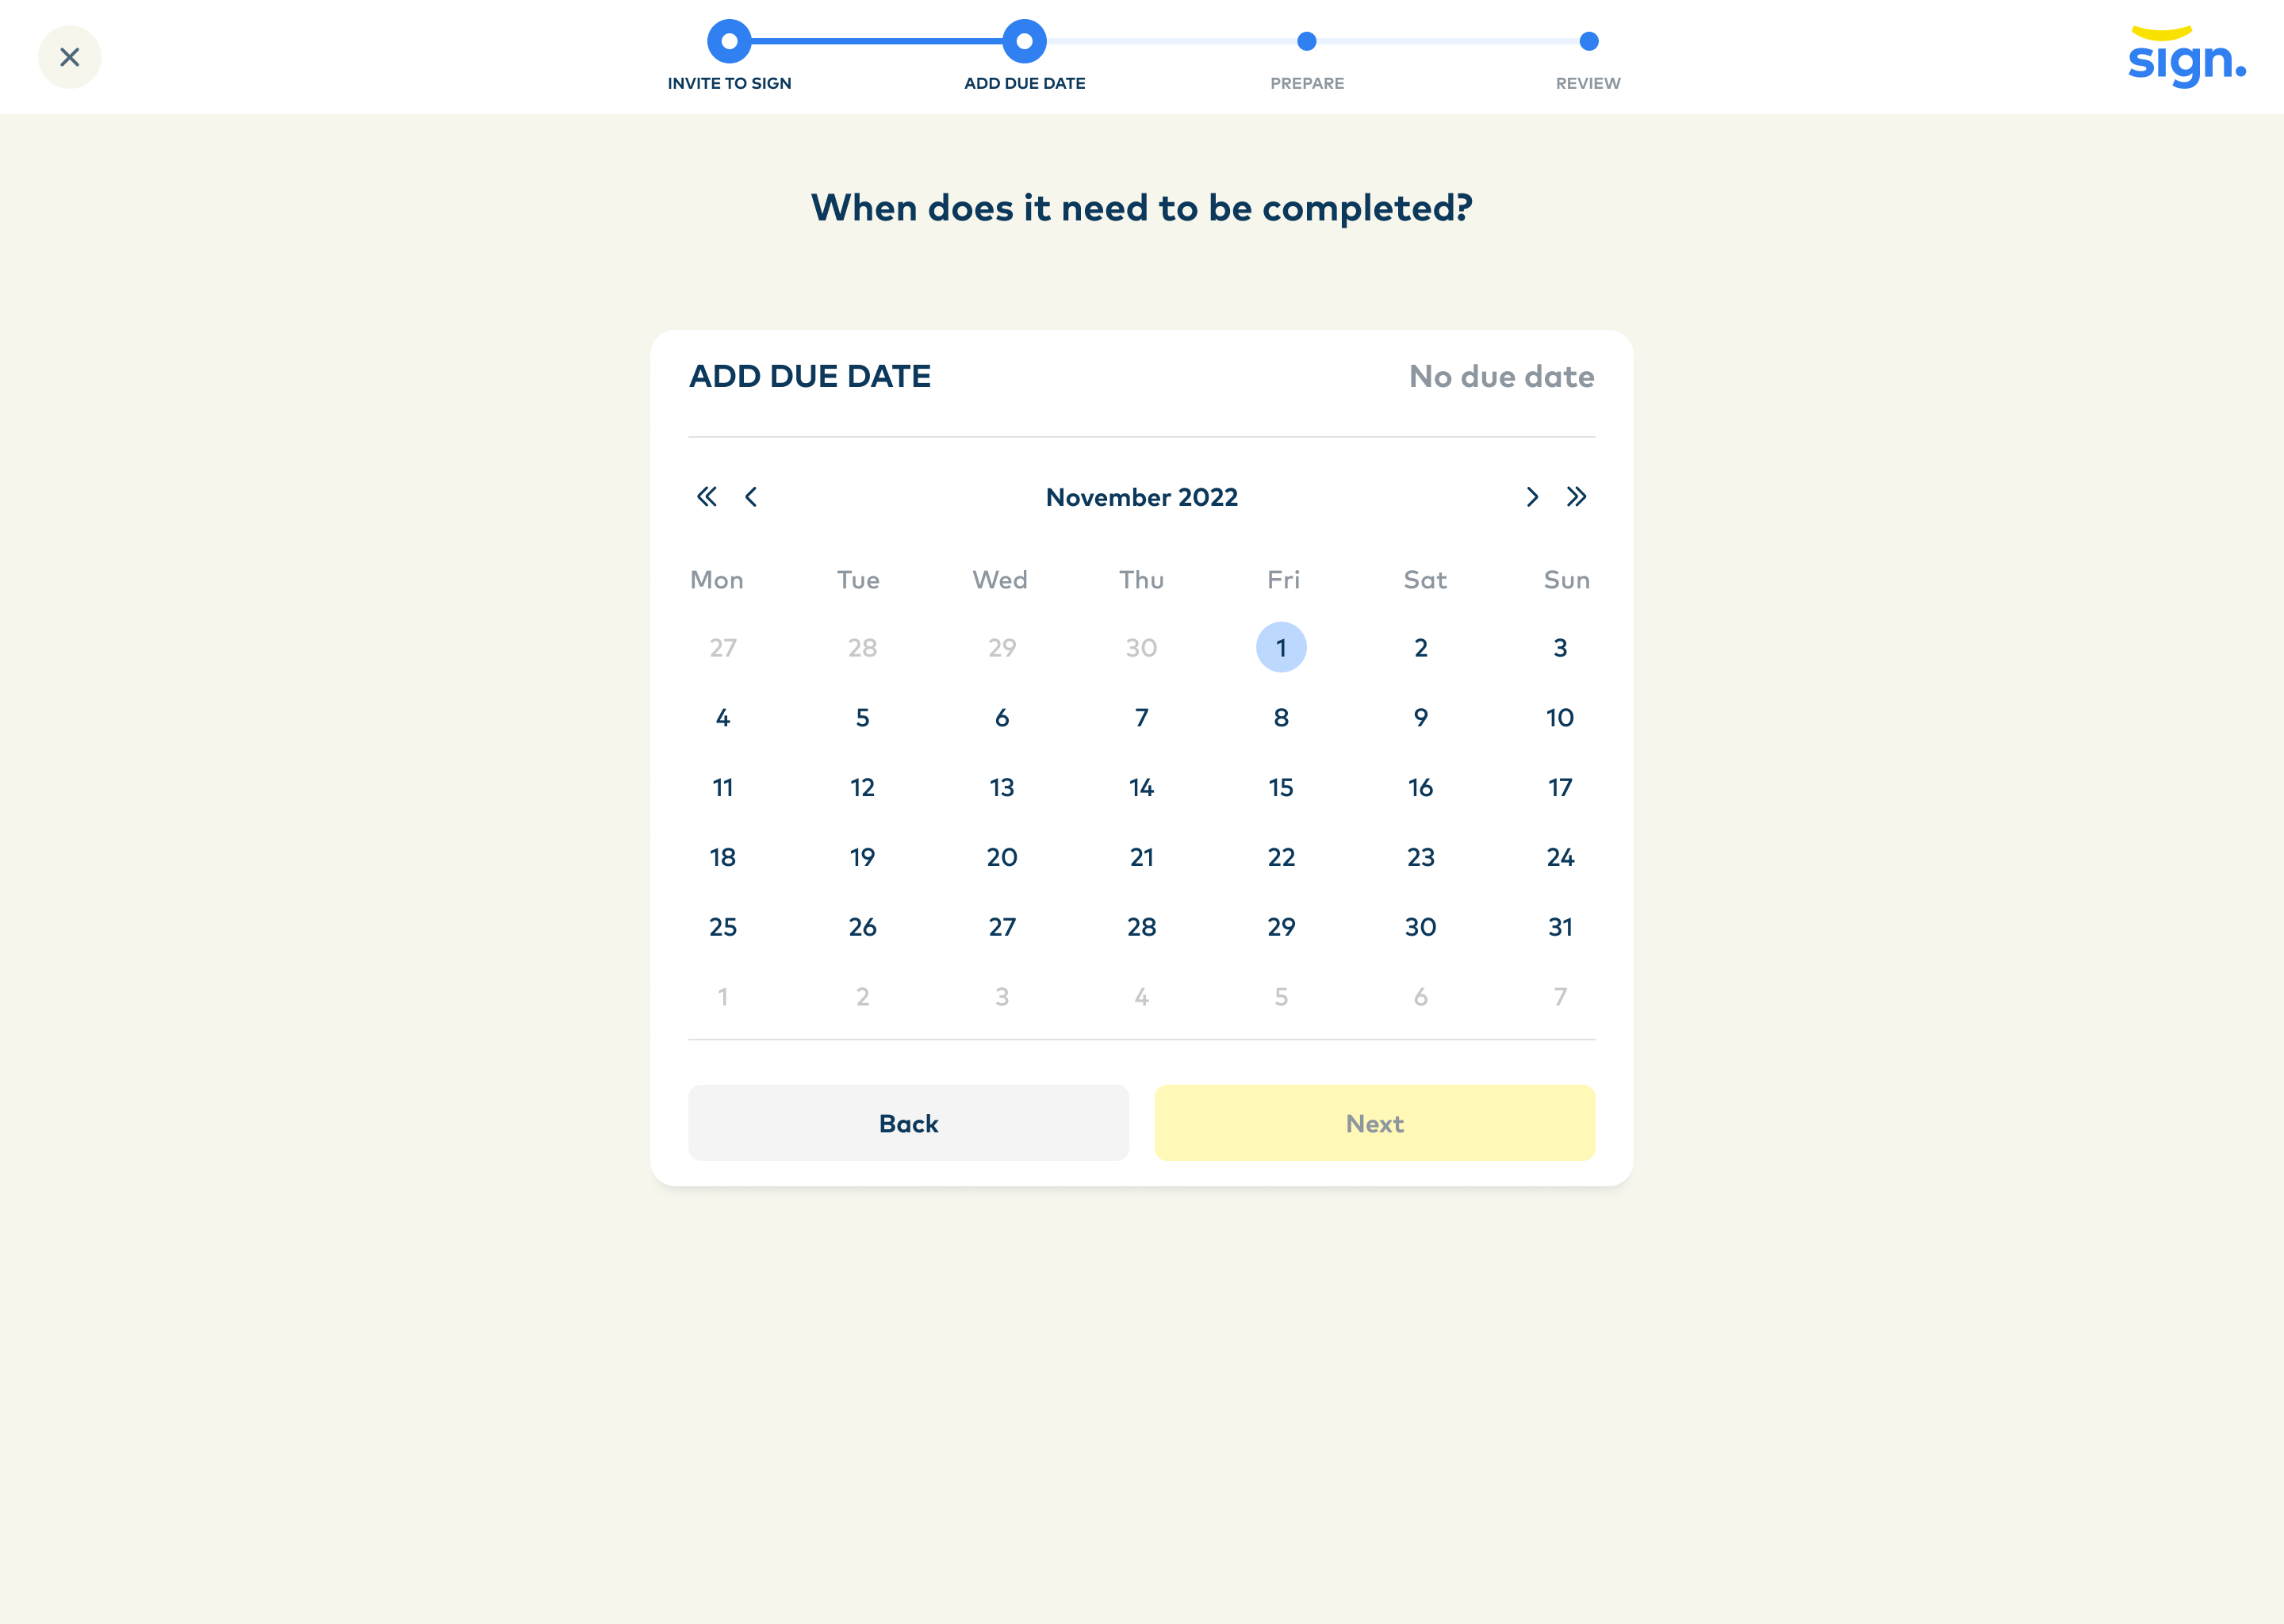 INVITE TO SIGN ADD DUE DATE PREPARE REVIEW
sign.
When does it need to be completed?
ADD DUE DATE No due date
November 2022
Mon Tue Wed Thu Fri Sat Sun
27 28 29 30 1 2 3
4 5 6 7 8 9 10
11 12 13 14 15 16 17
18 19 20 21 22 23 24
25 26 27 28 29 30 31
1 2 3 4 5 6 7
Back Next